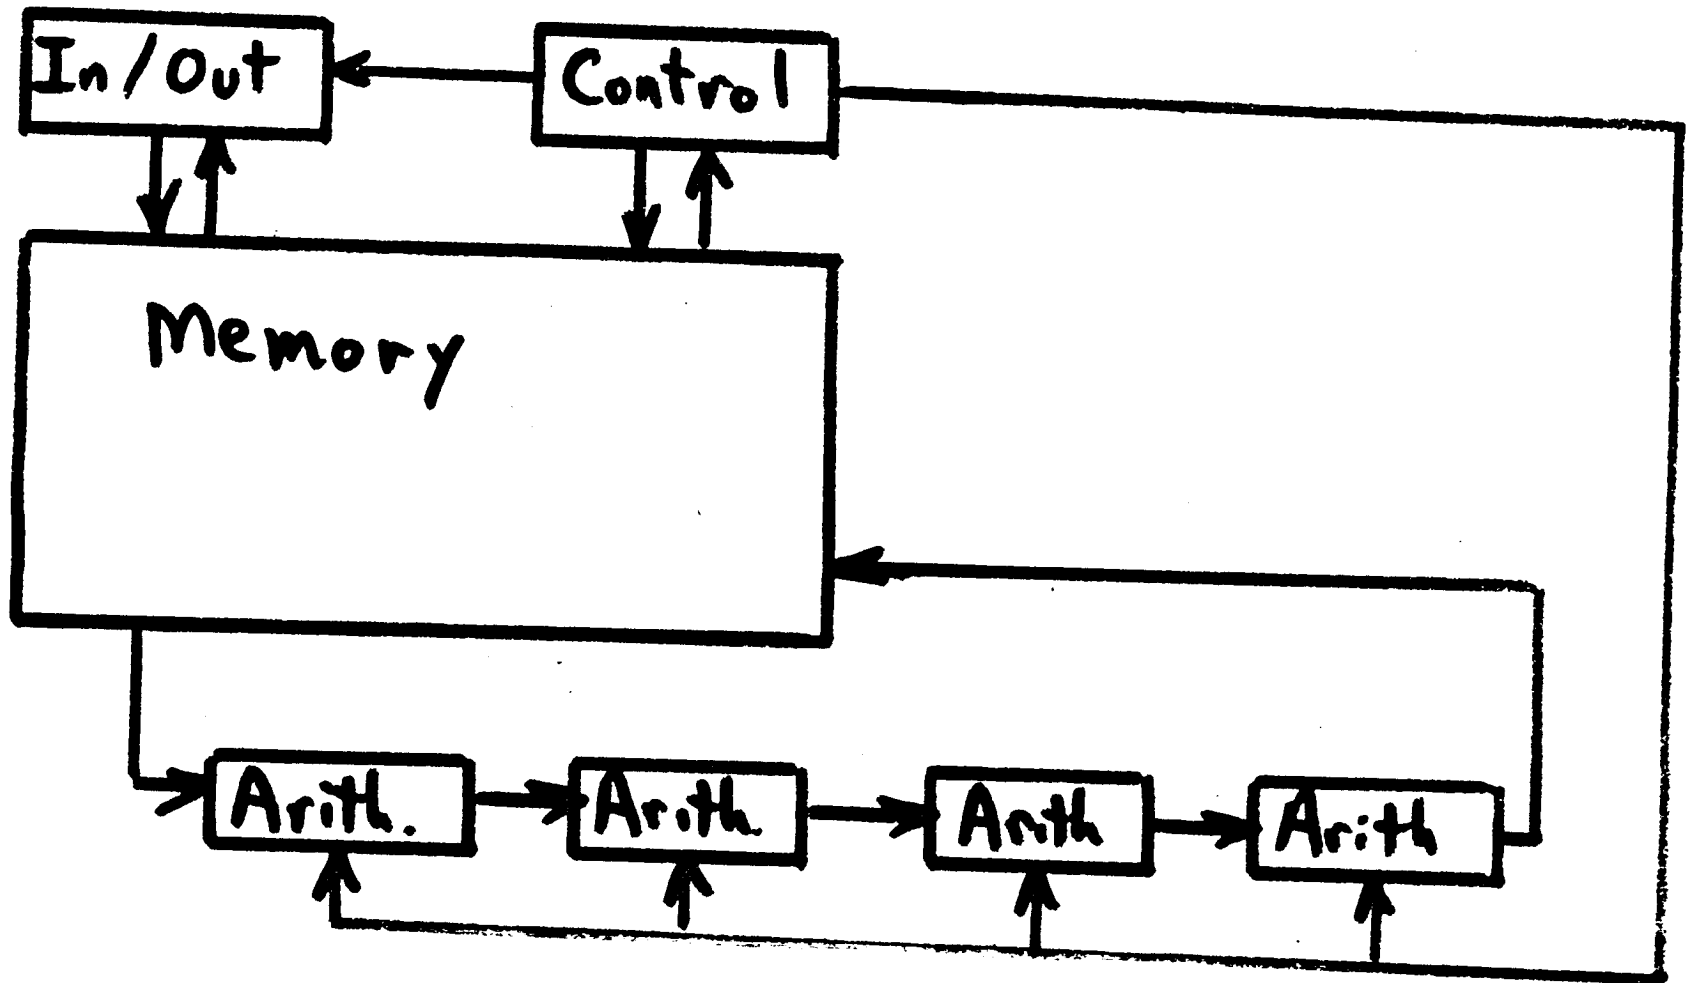 In/Out
Control
Memory
Arith.
Arith.
Arith
Arith